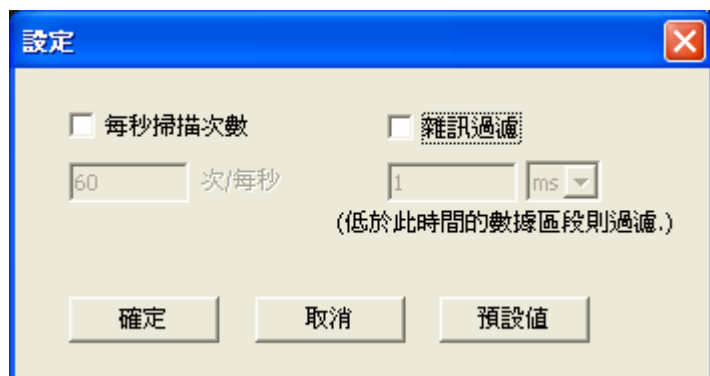 設定
每秒掃描次數 雜訊過濾
60 次/每秒 1 ms
(低於此時間的數據區段則過濾.)
確定 取消 預設值